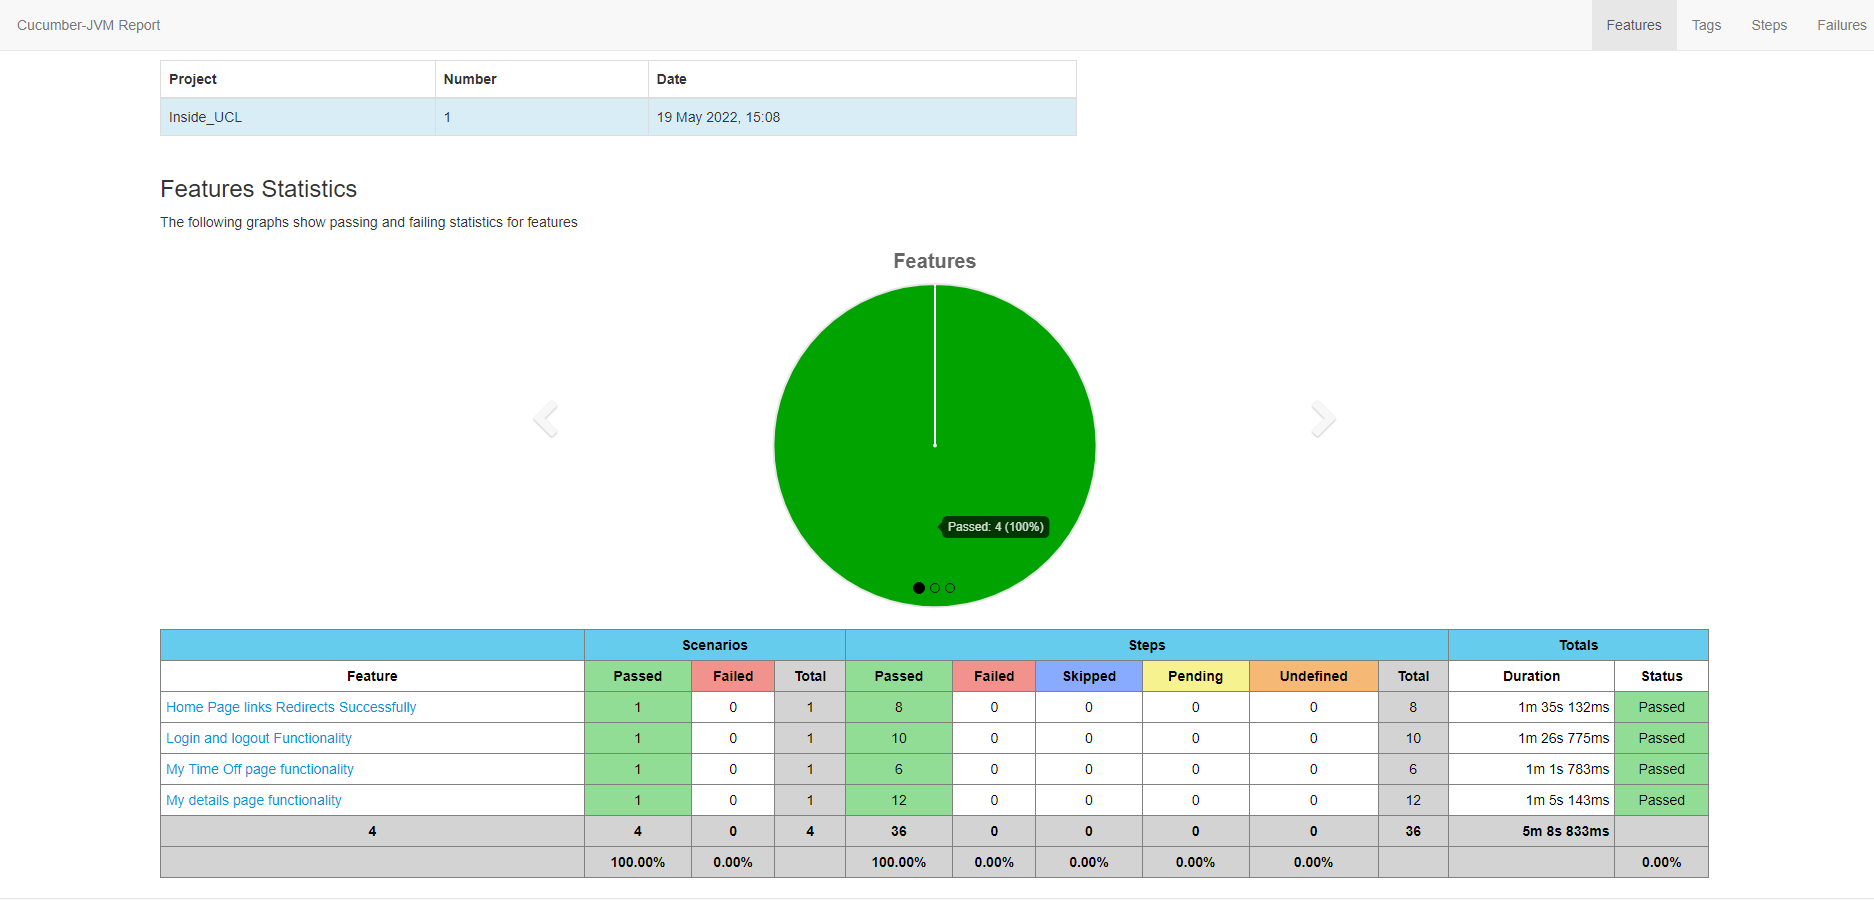 Cucumber-JVM Report Features Tags Steps Failures
Project Number Date
Inside_UCL 1 19 May 2022, 15:08
Features Statistics
The following graphs show passing and failing statistics for features
Features
Passed: 4 (100%)
Scenarios Steps Totals
Feature Passed Failed Total Passed Failed Skipped Pending Undefined Total Duration Status
Home Page links Redirects Successfully 1 0 1 8 0 0 0 0 8 1m 35s 132ms Passed
Login and logout Functionality 1 0 1 10 0 0 0 0 10 1m 26s 775ms Passed
My Time Off page functionality 1 0 1 6 0 0 0 0 6 1m 1s 783ms Passed
My details page functionality 1 0 1 12 0 0 0 0 12 1m 5s 143ms Passed
4 4 0 4 36 0 0 0 0 36 5m 8s 833ms
100.00% 0.00% 100.00% 0.00% 0.00% 0.00% 0.00% 0.00%